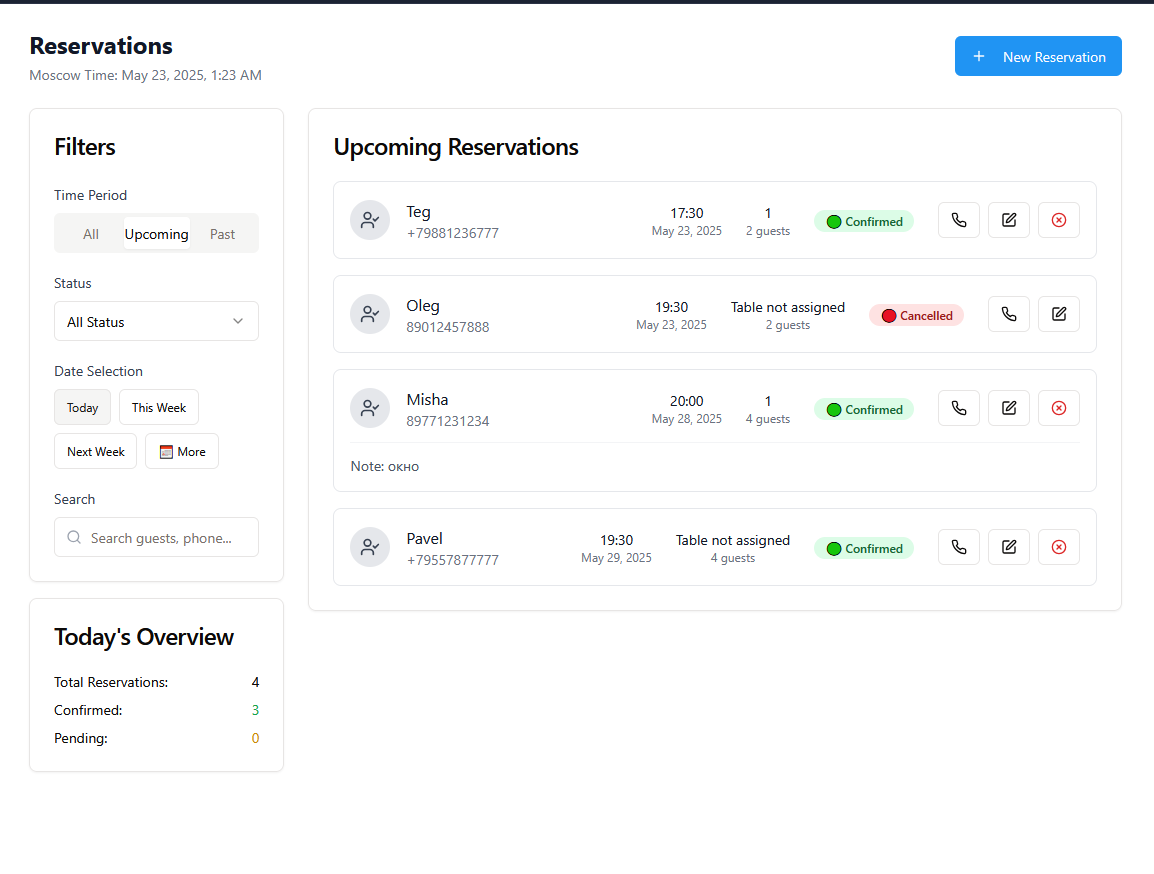 Reservations
Moscow Time: May 23, 2025, 1:23 AM
New Reservation
Filters
Time Period
All Upcoming Past
Status
All Status
Date Selection
Today This Week
Next Week More
Search
Search guests, phone...
Today's Overview
Total Reservations: 4
Confirmed: 3
Pending: 0
Upcoming Reservations
Teg 17:30 1 Confirmed
+79881236777 May 23, 2025 2 guests
Oleg 19:30 Table not assigned Cancelled
89012457888 May 23, 2025 2 guests
Misha 20:00 1 Confirmed
89771231234 May 28, 2025 4 guests
Note: окно
Pavel 19:30 Table not assigned Confirmed
+79557877777 May 29, 2025 4 guests